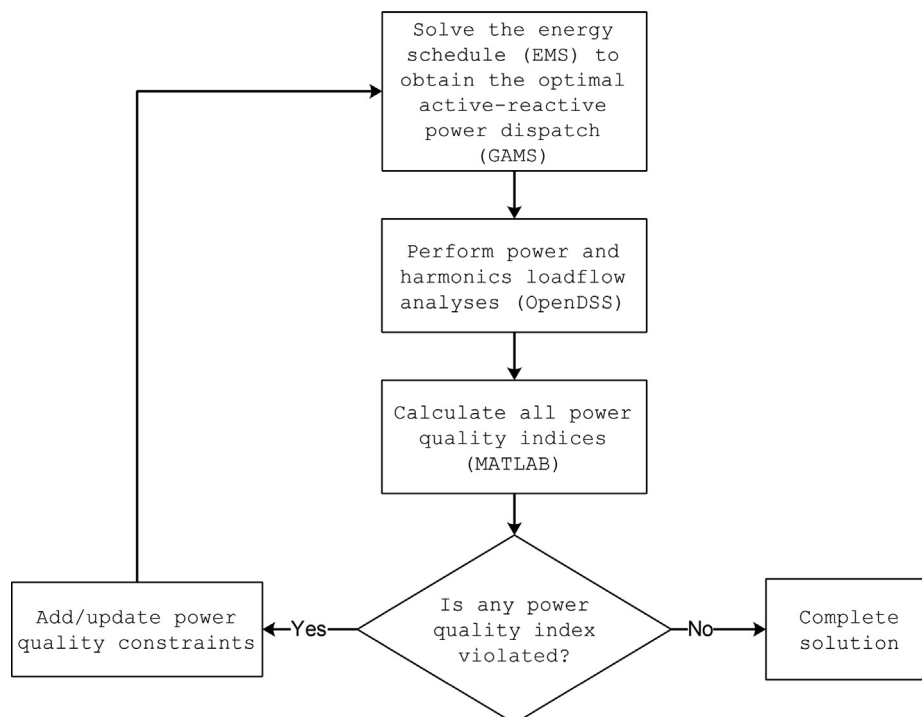 Solve the energy
schedule (EMS) to
obtain the optimal
active-reactive
power dispatch
(GAMS)
Perform power and
harmonics loadflow
analyses (OpenDSS)
Calculate all power
quality indices
(MATLAB)
Is any power
quality index
violated?
Yes
Add/update power
quality constraints
No
Complete
solution